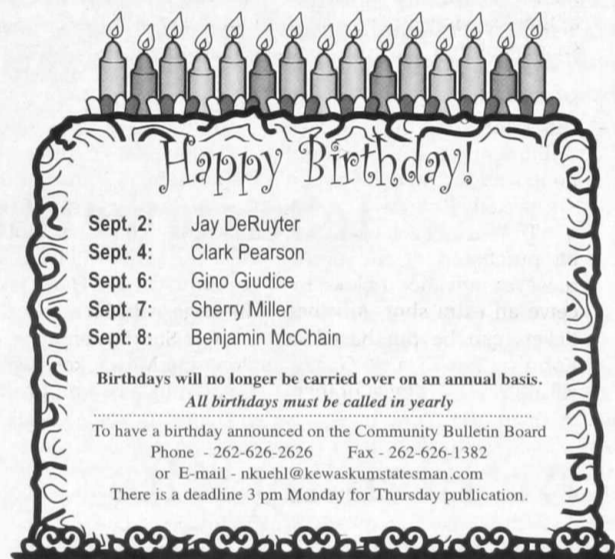 Happy Birthday!
Sept. 2: Jay DeRuyter
Sept. 4: Clark Pearson
Sept. 6: Gino Giudice
Sept. 7: Sherry Miller
Sept. 8: Benjamin McChain
Birthdays will no longer be carried over on an annual basis.
All birthdays must be called in yearly
To have a birthday announced on the Community Bulletin Board
Phone - 262-626-2626 Fax - 262-626-1382
or E-mail - nkuehl@kewaskumstatesman.com
There is a deadline 3 pm Monday for Thursday publication.